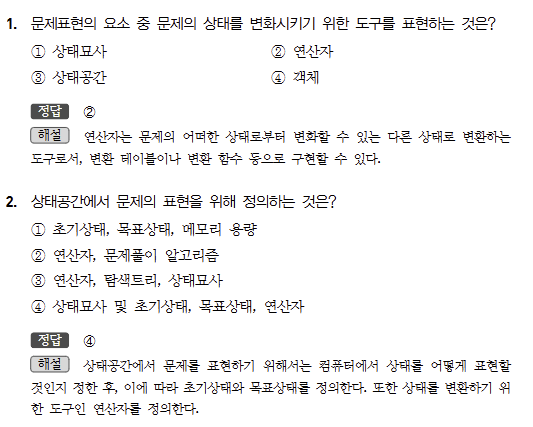 1. 문제표현의 요소 중 문제의 상태를 변화시키기 위한 도구를 표현하는 것은?
① 상태묘사 ② 연산자
③ 상태공간 ④ 객체
정답 ②
해설 연산자는 문제의 어떠한 상태로부터 변화할 수 있는 다른 상태로 변환하는
도구로서, 변환 테이블이나 변환 함수 등으로 구현할 수 있다.
2. 상태공간에서 문제의 표현을 위해 정의하는 것은?
① 초기상태, 목표상태, 메모리 용량
② 연산자, 문제풀이 알고리즘
③ 연산자, 탐색트리, 상태묘사
④ 상태묘사 및 초기상태, 목표상태, 연산자
정답 ④
해설 상태공간에서 문제를 표현하기 위해서는 컴퓨터에서 상태를 어떻게 표현할
것인지 정한 후, 이에 따라 초기상태와 목표상태를 정의한다. 또한 상태를 변환하기 위
한 도구인 연산자를 정의한다.